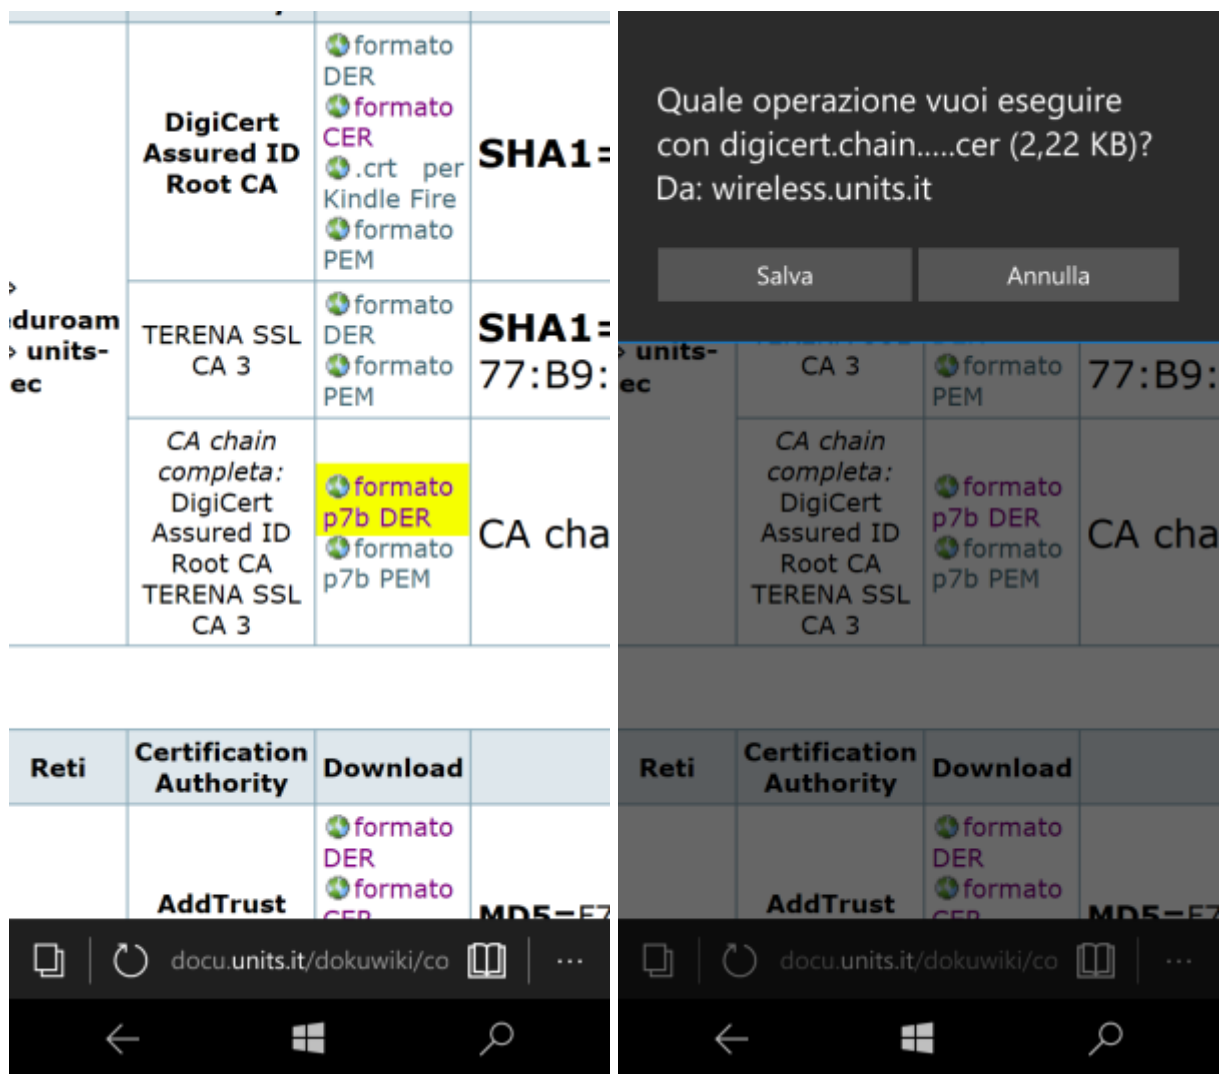 formato
DER
formato
CER
.crt per
Kindle Fire
formato
PEM
DigiCert
Assured ID
Root CA
SHA1=
duroam
units-
ec
TERENA SSL
CA 3
formato
DER
formato
PEM
SHA1=
77:B9:
CA chain
completa:
DigiCert
Assured ID
Root CA
TERENA SSL
CA 3
formato
p7b DER
formato
p7b PEM
CA cha
Reti
Certification
Authority
Download
AddTrust
formato
DER
formato
CER
MD5=F7
docu.units.it/dokuwiki/co
Quale operazione vuoi eseguire
con digicert.chain.....cer (2,22 KB)?
Da: wireless.units.it
Salva
Annulla
units-
ec
CA 3
formato
PEM
77:B9:
CA chain
completa:
DigiCert
Assured ID
Root CA
TERENA SSL
CA 3
formato
p7b DER
formato
p7b PEM
CA cha
Reti
Certification
Authority
Download
AddTrust
formato
DER
formato
CER
MD5=F7
docu.units.it/dokuwiki/co